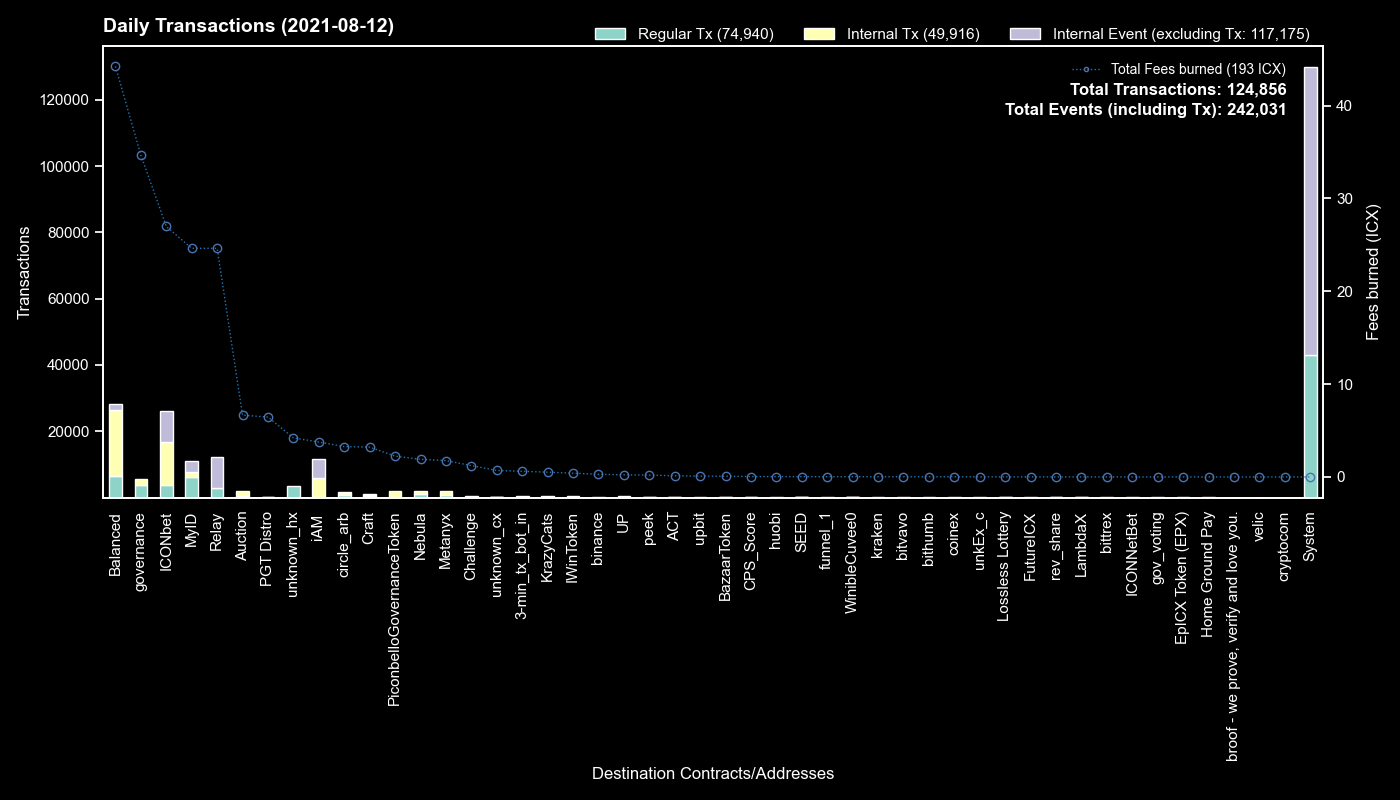 Daily Transactions (2021-08-12)
Regular Tx (74,940)
Internal Tx (49,916)
Internal Event (excluding Tx: 117,175)
Total Fees burned (193 ICX)
Total Transactions: 124,856
Total Events (including Tx): 242,031
Transactions
120000
100000
80000
60000
40000
20000
Fees burned (ICX)
40
30
20
10
0
Balanced
governance
ICONbet
MyID
Relay
Auction
PGT Distro
unknown_hx
iAM
circle_arb
Craft
PiconbelloGovernanceToken
Nebula
Metanyx
Challenge
unknown_cx
3-min_tx_bot_in
KrazyCats
IWinToken
binance
UP
peek
ACT
upbit
BazaarToken
CPS_Score
huobi
SEED
funnel_1
WinibleCuvee0
kraken
bitvavo
bithumb
coinex
unkEx_c
Lossless Lottery
FutureICX
rev_share
LambdaX
bittrex
ICONNetBet
gov_voting
EpICX Token (EPX)
Home Ground Pay
broof - we prove, verify and love you.
velic
cryptocom
System
Destination Contracts/Addresses